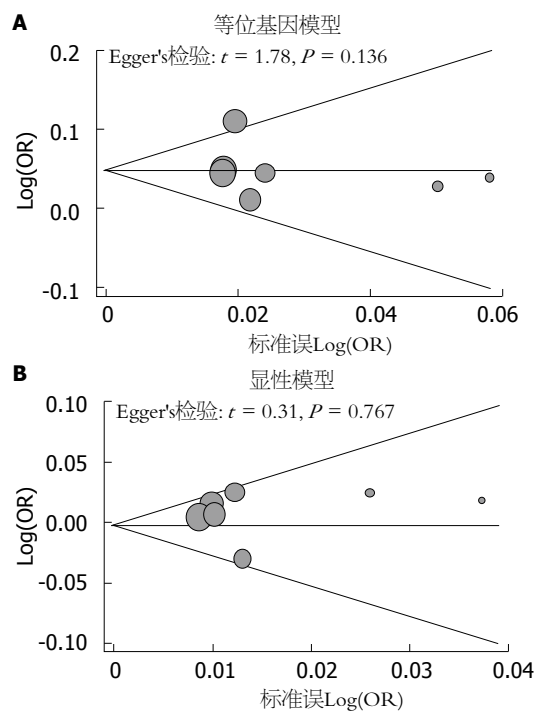 A
等位基因模型
0.2
Egger's检验: t = 1.78, P = 0.136
0.1
Log(OR)
0.0
-0.1
0 0.02 0.04 0.06
标准误Log(OR)
B
显性模型
0.10
Egger's检验: t = 0.31, P = 0.767
0.05
Log(OR)
0.00
-0.05
-0.10
0 0.01 0.02 0.03 0.04
标准误Log(OR)